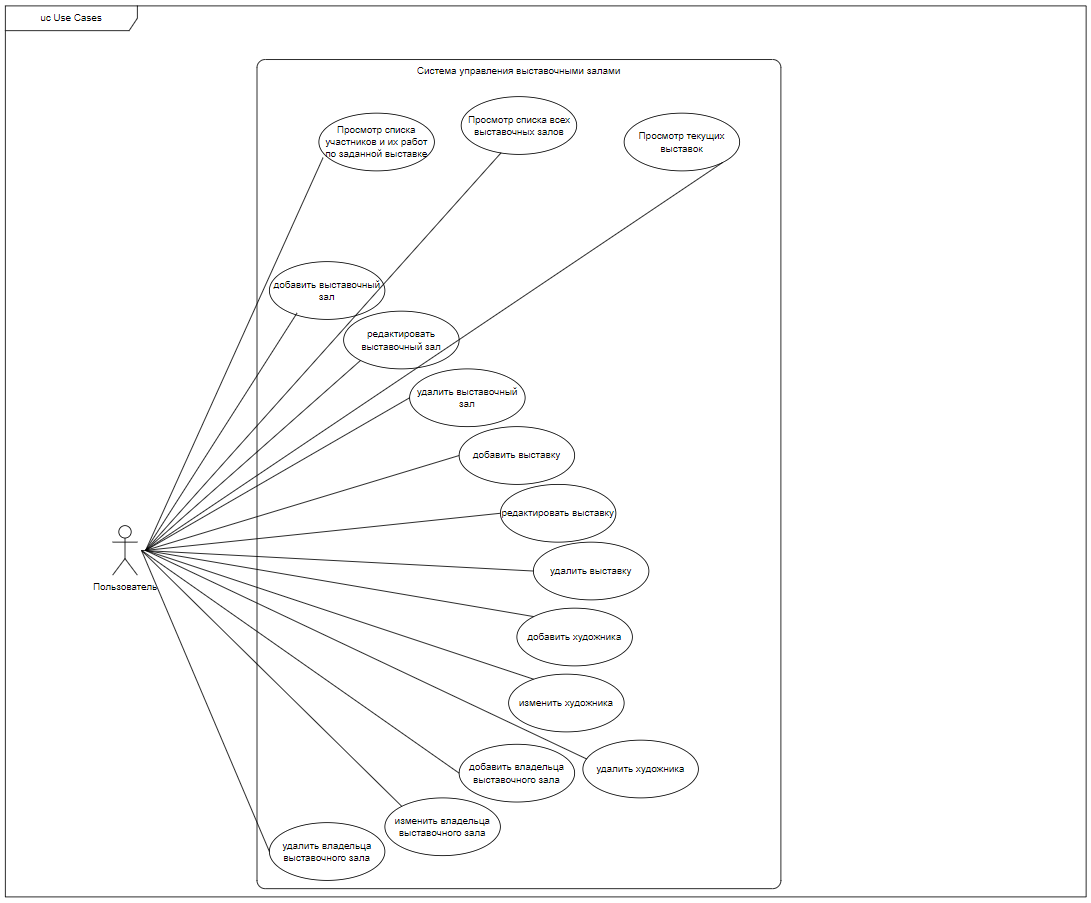 uc Use Cases
Система управления выставочными залами
Просмотр списка
участников и их работ
по заданной выставке
Просмотр списка всех
выставочных залов
Просмотр текущих
выставок
добавить выставочный
зал
редактировать
выставочный зал
удалить выставочный
зал
добавить выставку
редактировать выставку
удалить выставку
Пользователь
добавить художника
изменить художника
добавить владельца
выставочного зала
удалить художника
изменить владельца
выставочного зала
удалить владельца
выставочного зала